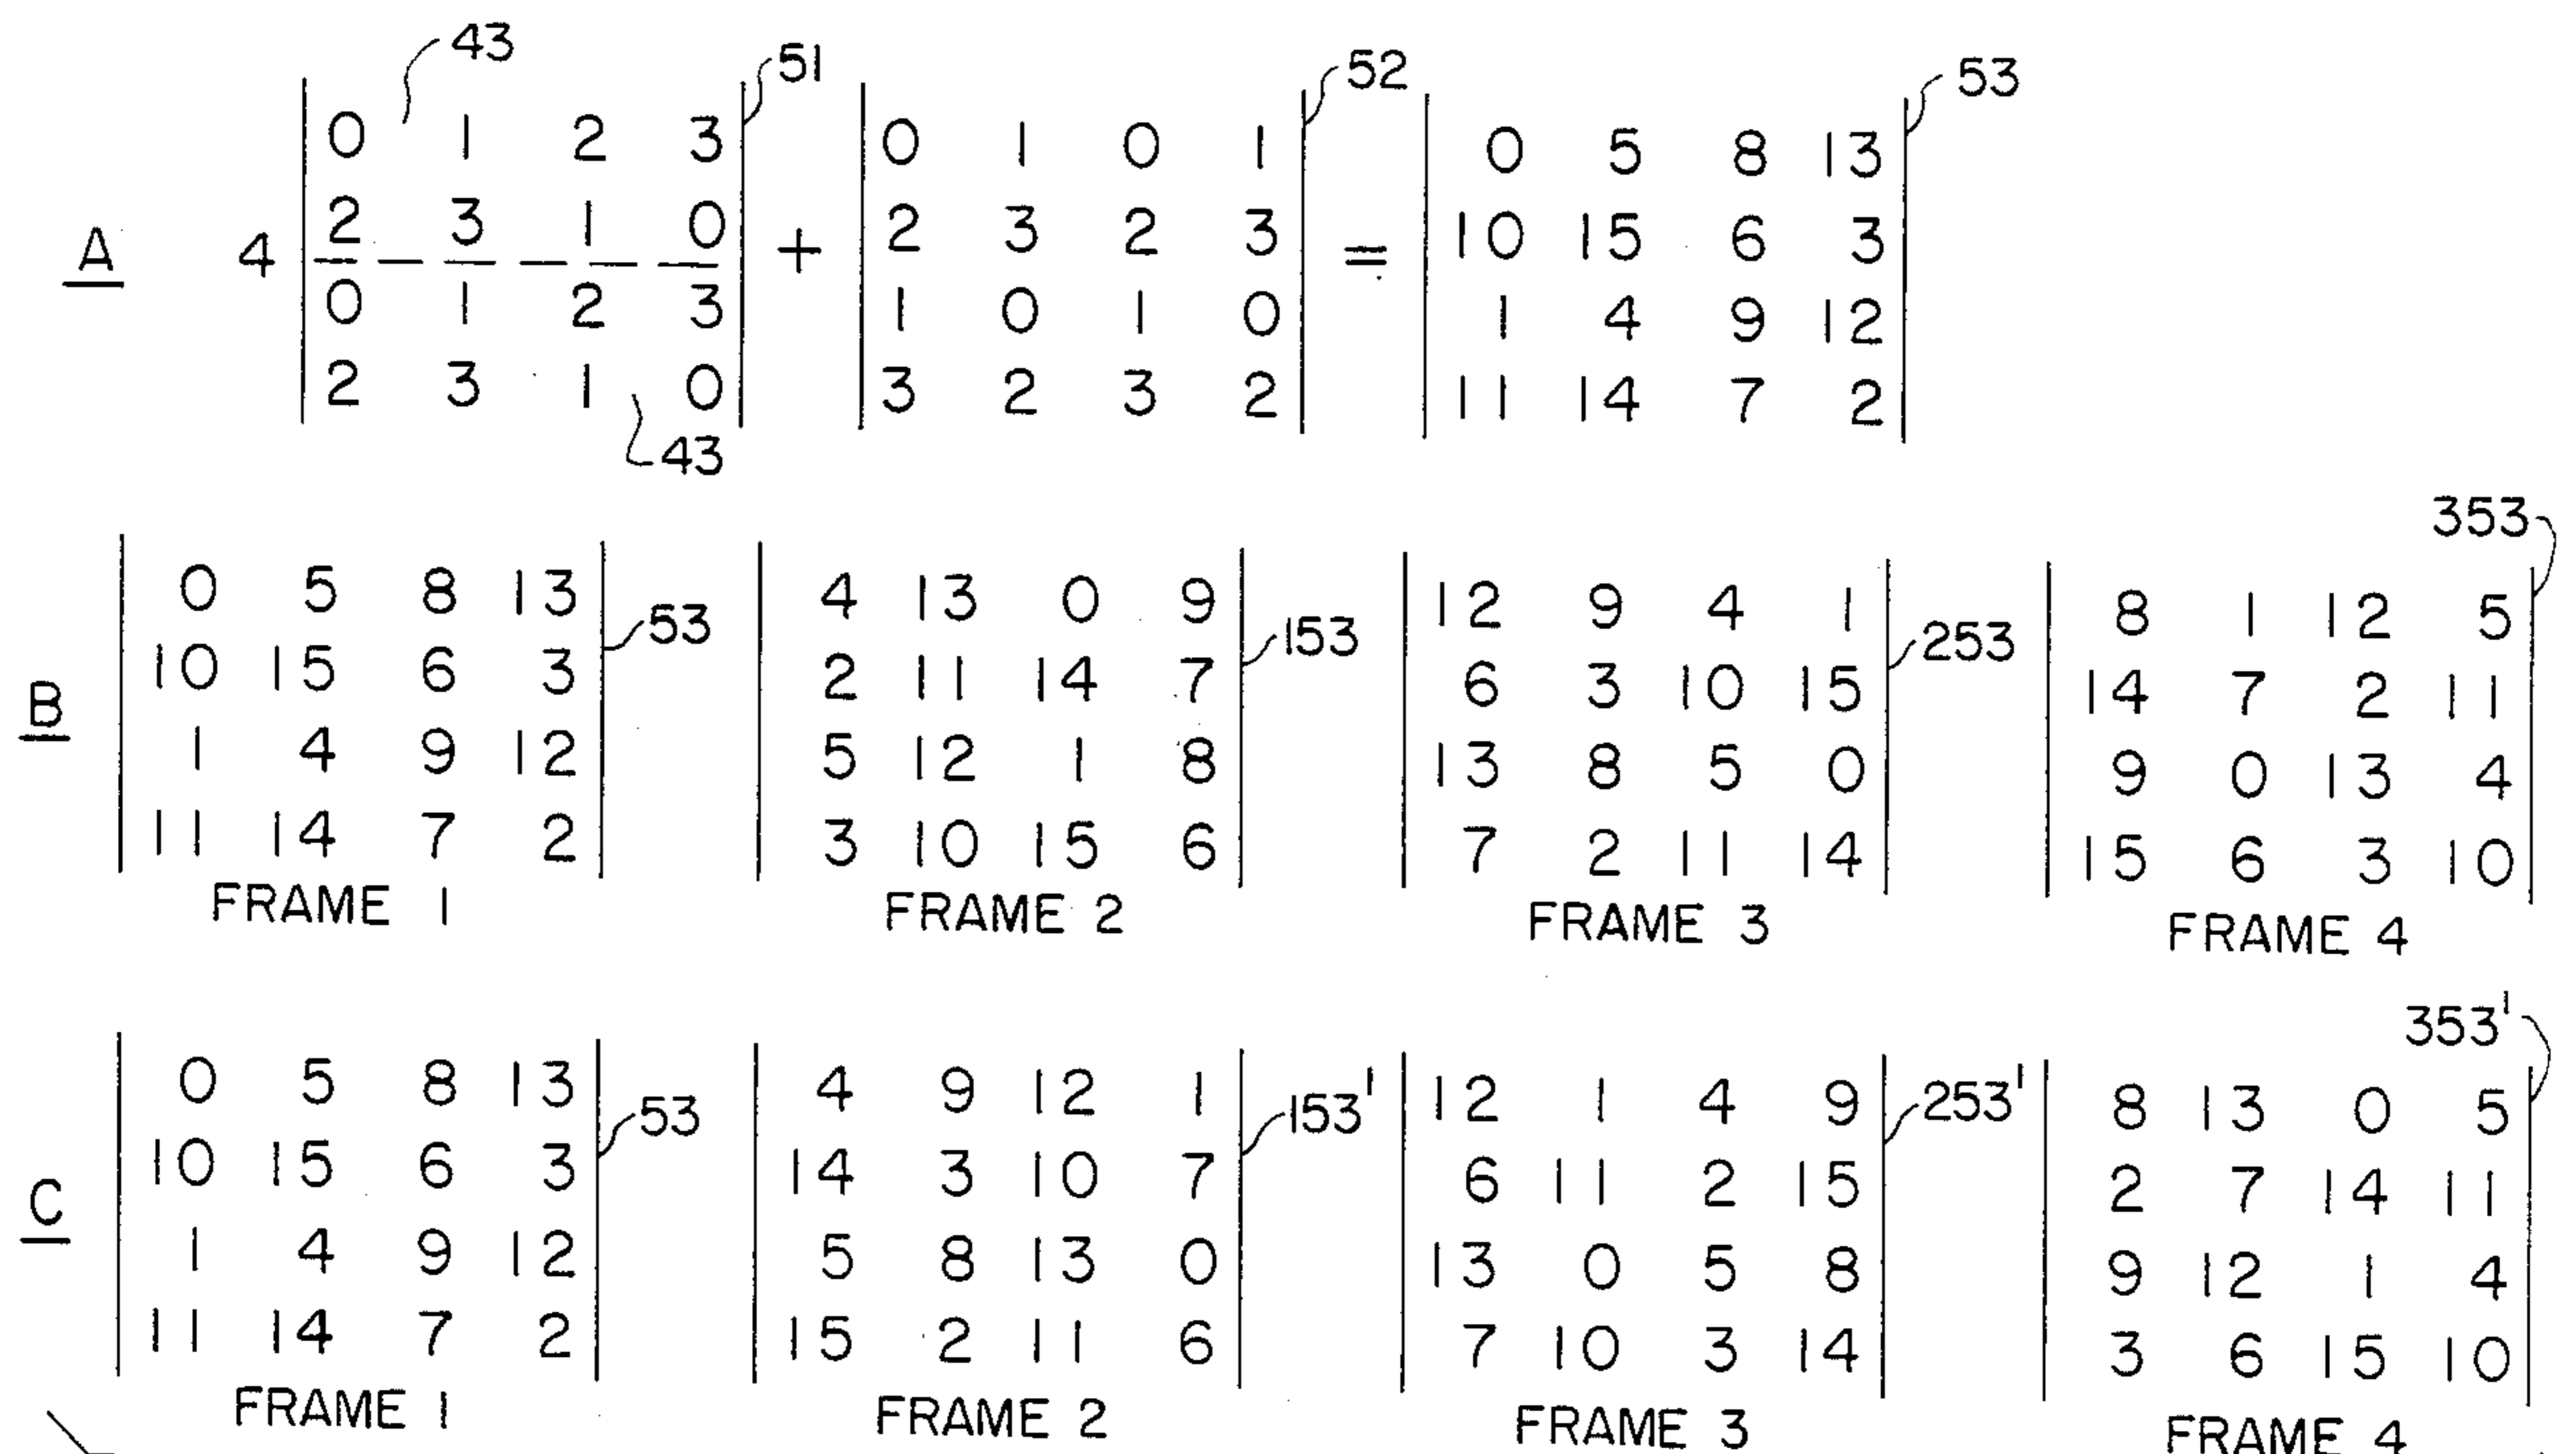 43 51 52 53
0 1 2 3 0 1 0 1 0 5 8 13
2 3 1 0 2 3 2 3 10 15 6 3
A 4 + =
0 1 2 3 1 0 1 0 1 4 9 12
2 3 1 0 3 2 3 2 11 14 7 2
43
353
0 5 8 13 4 13 0 9 12 9 4 1 8 1 12 5
53 153 253
10 15 6 3 2 11 14 7 6 3 10 15 14 7 2 11
B
1 4 9 12 5 12 1 8 13 8 5 0 9 0 13 4
11 14 7 2 3 10 15 6 7 2 11 14 15 6 3 10
FRAME 1 FRAME 2 FRAME 3 FRAME 4
353'
0 5 8 13 4 9 12 1 12 1 4 9 8 13 0 5
53 153' 253'
10 15 6 3 14 3 10 7 6 11 2 15 2 7 14 11
C
1 4 9 12 5 8 13 0 13 0 5 8 9 12 1 4
11 14 7 2 15 2 11 6 7 10 3 14 3 6 15 10
FRAME 1 FRAME 2 FRAME 3 FRAME 4